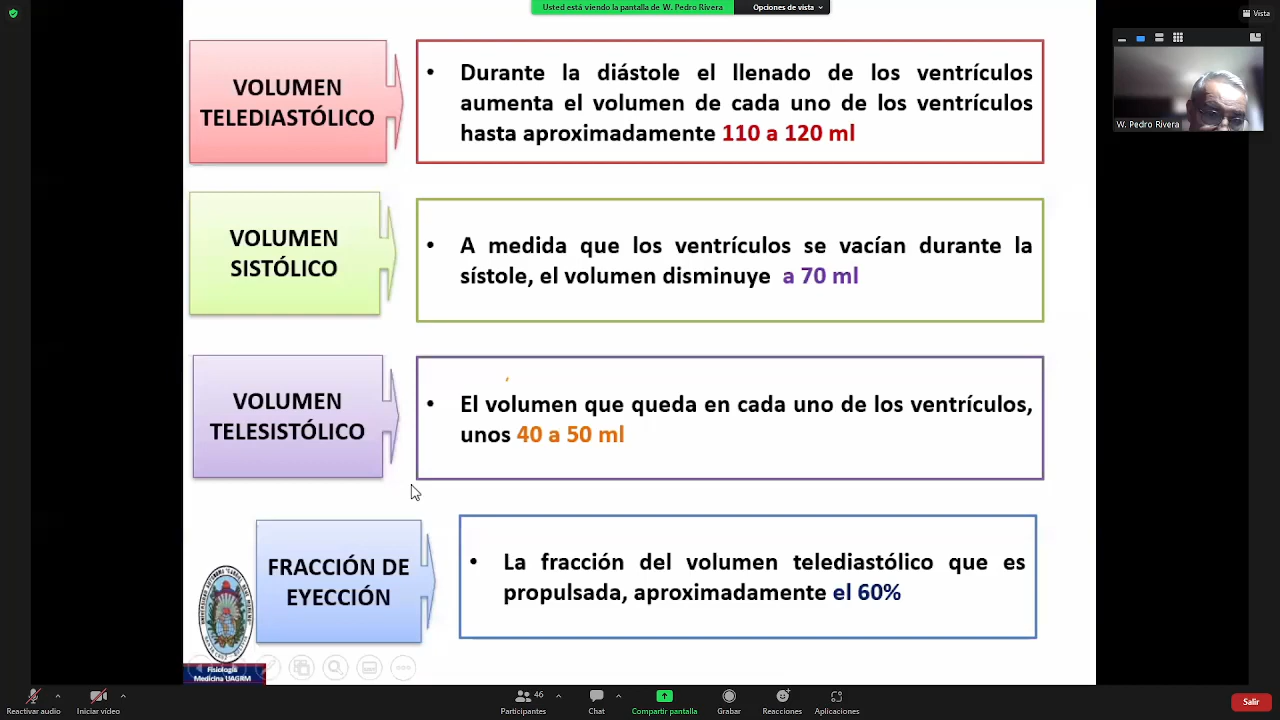 Usted está viendo la pantalla de W. Pedro Rivera
Opciones de vista
Vista
W. Pedro Rivera
VOLUMEN
TELEDIASTÓLICO
• Durante la diástole el llenado de los ventrículos
aumenta el volumen de cada uno de los ventrículos
hasta aproximadamente 110 a 120 ml
VOLUMEN
SISTÓLICO
• A medida que los ventrículos se vacían durante la
sístole, el volumen disminuye a 70 ml
VOLUMEN
TELESISTÓLICO
• El volumen que queda en cada uno de los ventrículos,
unos 40 a 50 ml
FRACCIÓN DE
EYECCIÓN
• La fracción del volumen telediastólico que es
propulsada, aproximadamente el 60%
Fisiología
Medicina UAGRM
Reactivar audio
Iniciar vídeo
46
Participantes
Chat
Compartir pantalla
Grabar
Reacciones
Aplicaciones
Salir